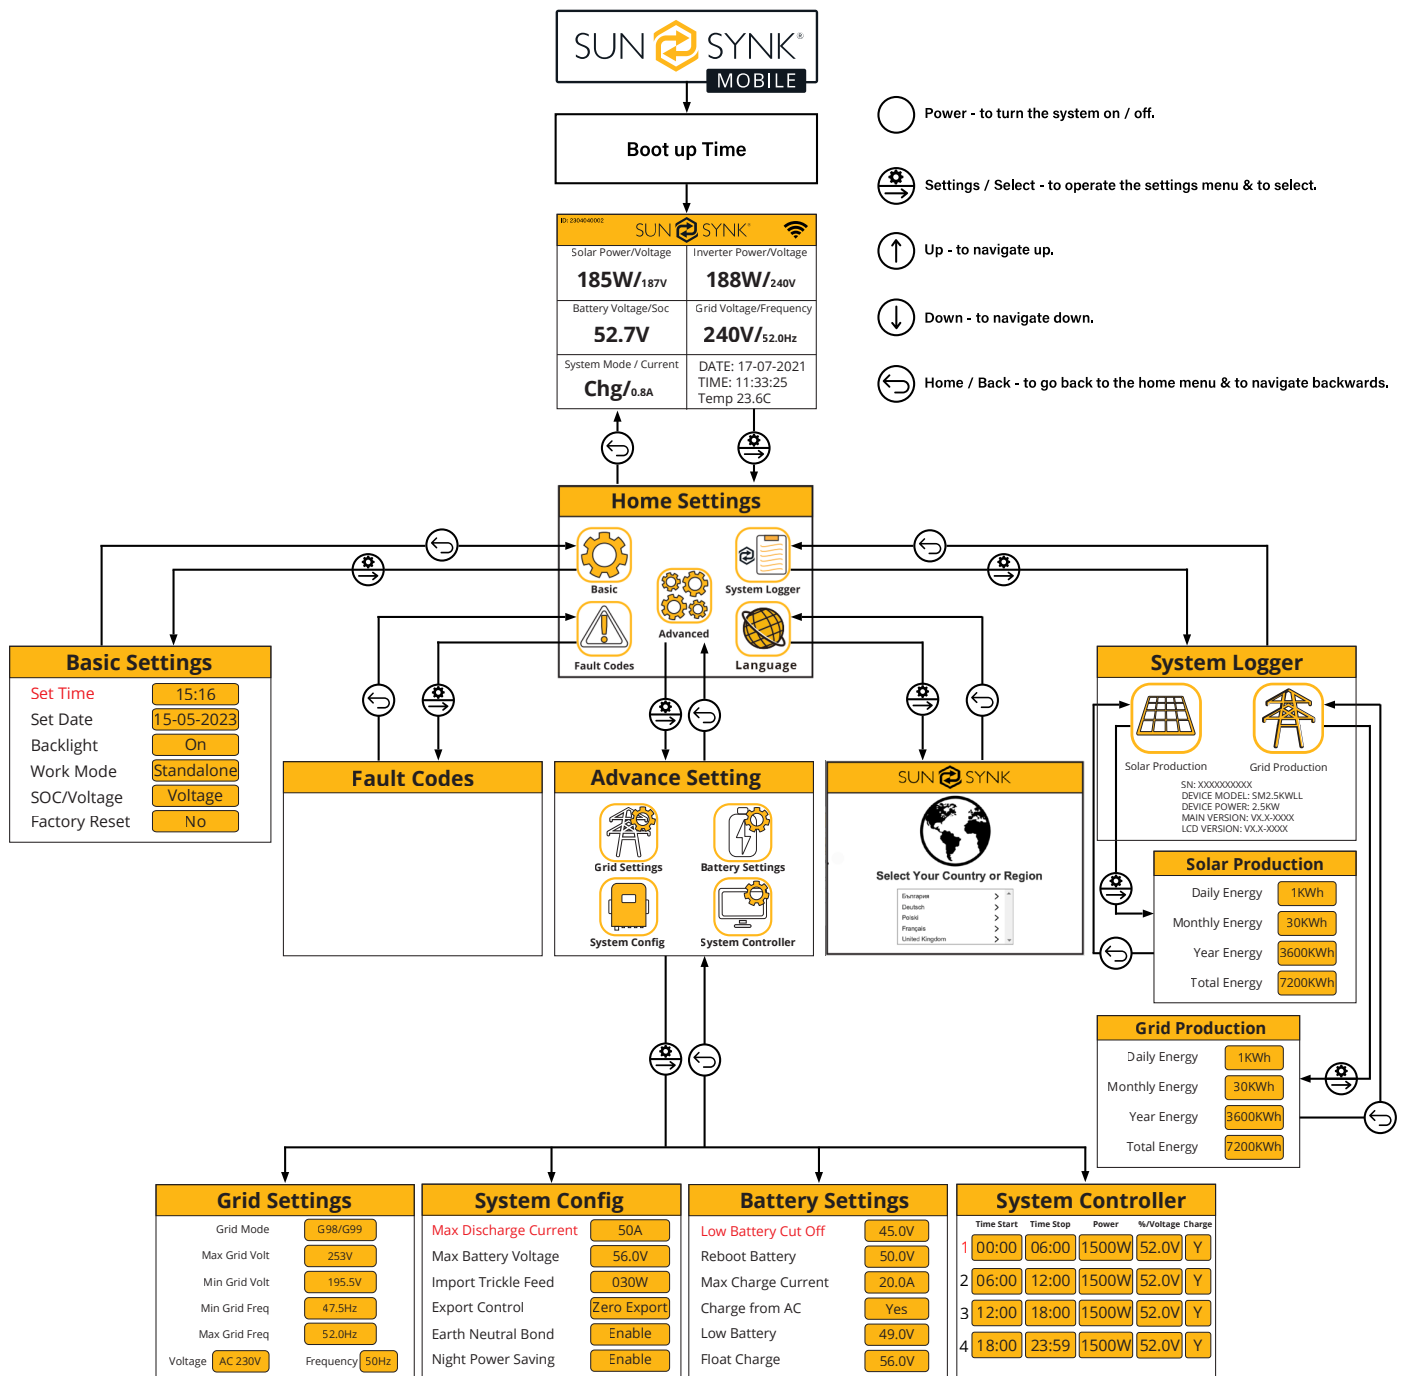 SUN SYNK®
MOBILE
Boot up Time
Power - to turn the system on / off.
Settings / Select - to operate the settings menu & to select.
Up - to navigate up.
Down - to navigate down.
Home / Back - to go back to the home menu & to navigate backwards.
ID: 2304040002
SUN SYNK®
Solar Power/Voltage
185W/187V
Inverter Power/Voltage
188W/240V
Battery Voltage/Soc
52.7V
Grid Voltage/Frequency
240V/52.0Hz
System Mode / Current
Chg/0.8A
DATE: 17-07-2021
TIME: 11:33:25
Temp 23.6C
Home Settings
Basic
System Logger
Advanced
Fault Codes
Language
Basic Settings
Set Time 15:16
Set Date 15-05-2023
Backlight On
Work Mode Standalone
SOC/Voltage Voltage
Factory Reset No
Fault Codes
Advance Setting
Grid Settings
Battery Settings
System Config
System Controller
SUN SYNK
Select Your Country or Region
България
Deutsch
Polski
Français
United Kingdom
System Logger
Solar Production
Grid Production
SN: XXXXXXXXXX
DEVICE MODEL: SM2.5KWLL
DEVICE POWER: 2.5KW
MAIN VERSION: VX.X-XXXX
LCD VERSION: VX.X-XXXX
Solar Production
Daily Energy 1KWh
Monthly Energy 30KWh
Year Energy 3600KWh
Total Energy 7200KWh
Grid Production
Daily Energy 1KWh
Monthly Energy 30KWh
Year Energy 3600KWh
Total Energy 7200KWh
Grid Settings
Grid Mode G98/G99
Max Grid Volt 253V
Min Grid Volt 195.5V
Min Grid Freq 47.5Hz
Max Grid Freq 52.0Hz
Voltage AC 230V Frequency 50Hz
System Config
Max Discharge Current 50A
Max Battery Voltage 56.0V
Import Trickle Feed 030W
Export Control Zero Export
Earth Neutral Bond Enable
Night Power Saving Enable
Battery Settings
Low Battery Cut Off 45.0V
Reboot Battery 50.0V
Max Charge Current 20.0A
Charge from AC Yes
Low Battery 49.0V
Float Charge 56.0V
System Controller
Time Start Time Stop Power %/Voltage Charge
1 00:00 06:00 1500W 52.0V Y
2 06:00 12:00 1500W 52.0V Y
3 12:00 18:00 1500W 52.0V Y
4 18:00 23:59 1500W 52.0V Y